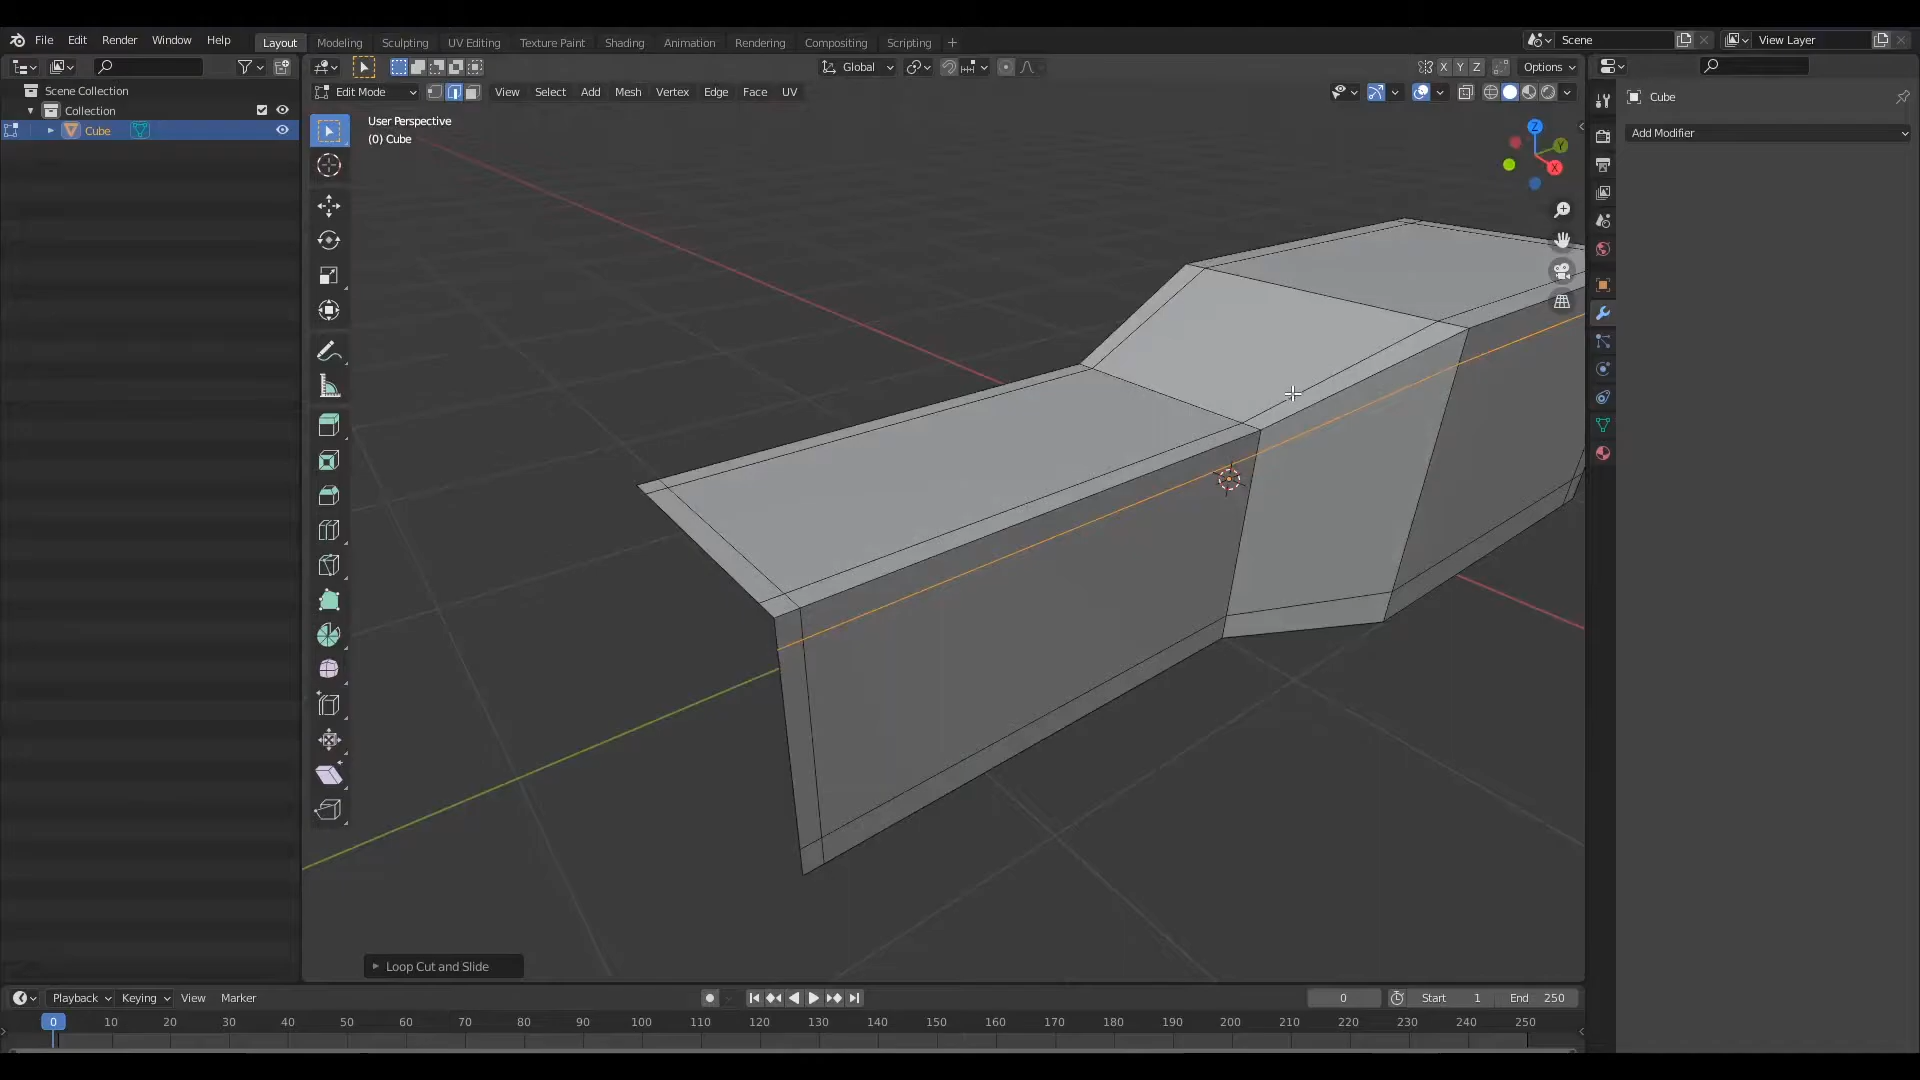 File Edit Render Window Help Layout Modeling Sculpting UV Editing Texture Paint Shading Animation Rendering Compositing Scripting + Scene View Layer
Global X Y Z Options
Scene Collection
Edit Mode View Select Add Mesh Vertex Edge Face UV
Cube
Collection
User Perspective
Z
Cube
Add Modifier
(0) Cube
Y
X
Loop Cut and Slide
Playback Keying View Marker 0 Start 1 End 250
0 10 20 30 40 50 60 70 80 90 100 110 120 130 140 150 160 170 180 190 200 210 220 230 240 250